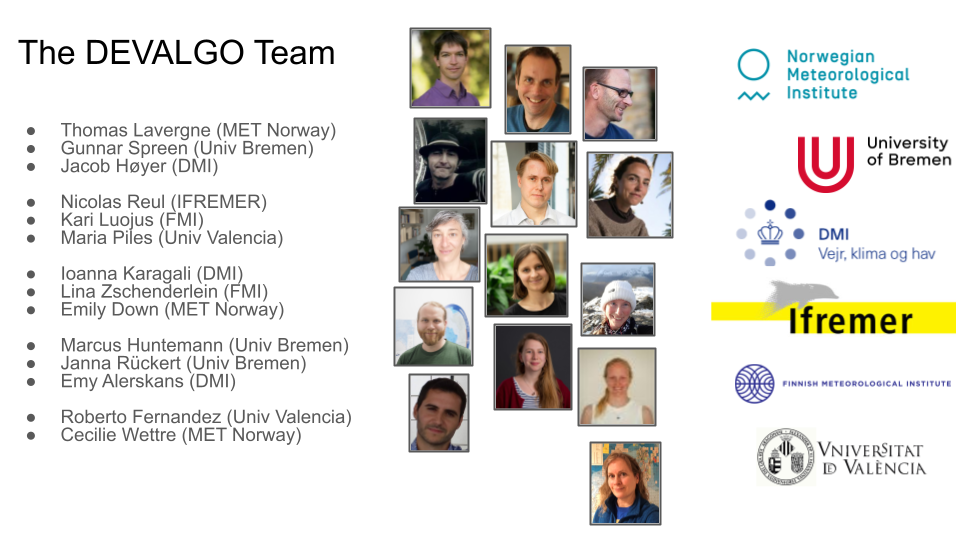 The DEVALGO Team
● Thomas Lavergne (MET Norway)
● Gunnar Spreen (Univ Bremen)
● Jacob Høyer (DMI)
● Nicolas Reul (IFREMER)
● Kari Luojus (FMI)
● Maria Piles (Univ Valencia)
● Ioanna Karagali (DMI)
● Lina Zschenderlein (FMI)
● Emily Down (MET Norway)
● Marcus Huntemann (Univ Bremen)
● Janna Rückert (Univ Bremen)
● Emy Alerskans (DMI)
● Roberto Fernandez (Univ Valencia)
● Cecilie Wettre (MET Norway)
Norwegian
Meteorological
Institute
University
of Bremen
DMI
Vejr, klima og hav
Ifremer
FINNISH METEOROLOGICAL INSTITUTE
VNIVERSITAT
DE VALÈNCIA